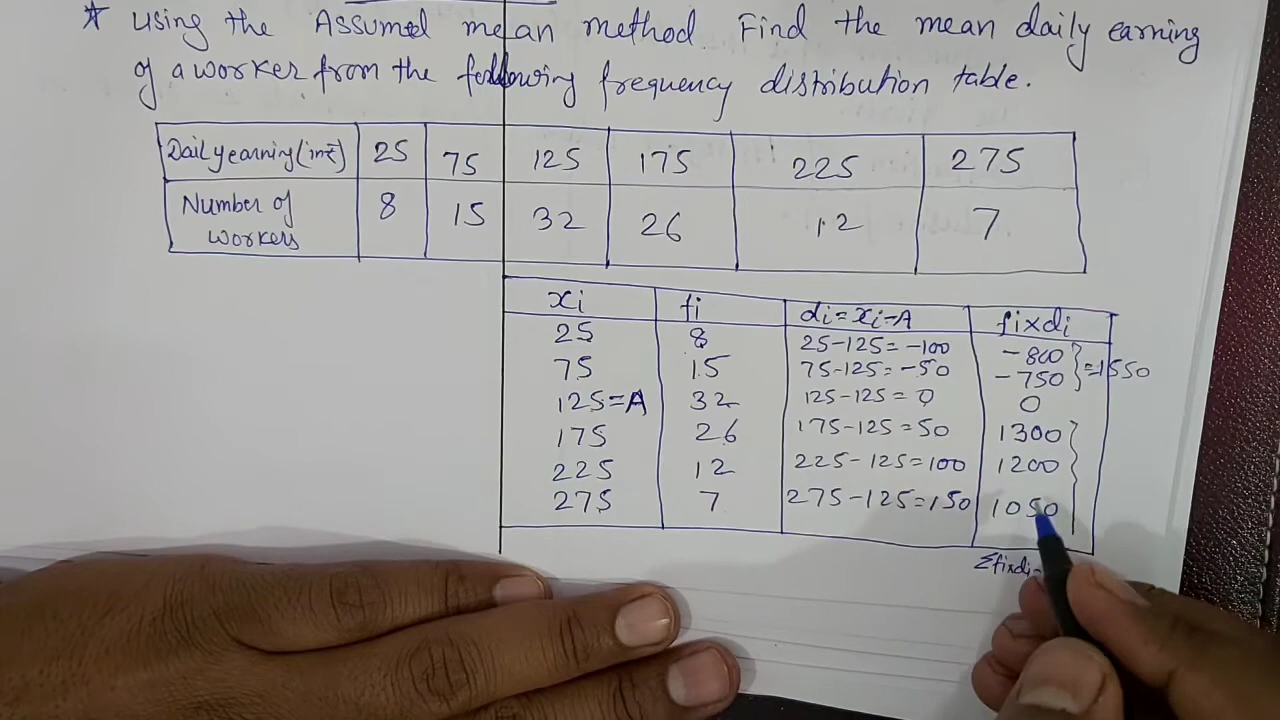 * Using the Assumed mean method. Find the mean daily earning
of a worker from the following frequency distribution table.
Daily earning (in ₹) 25 75 125 175 225 275
Number of workers 8 15 32 26 12 7
xi fi di=xi-A fixdi
25 8 25-125=-100 -800
75 15 75-125=-50 -750 =-1550
125=A 32 125-125=0 0
175 26 175-125=50 1300
225 12 225-125=100 1200
275 7 275-125=150 1050
Σfixdi=